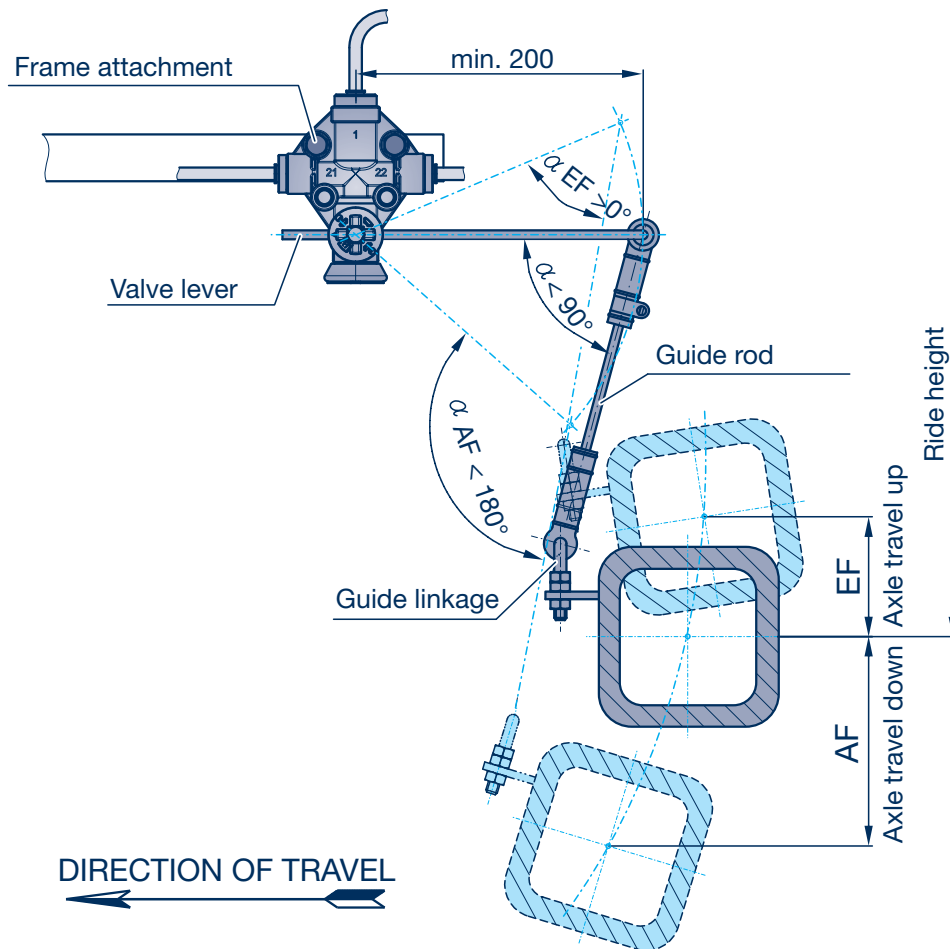 min. 200
Frame attachment
1
21
22
α EF >0°
Valve lever
α < 90°
Guide rod
α AF < 180°
Guide linkage
Ride height
Axle travel up
EF
Axle travel down
AF
DIRECTION OF TRAVEL